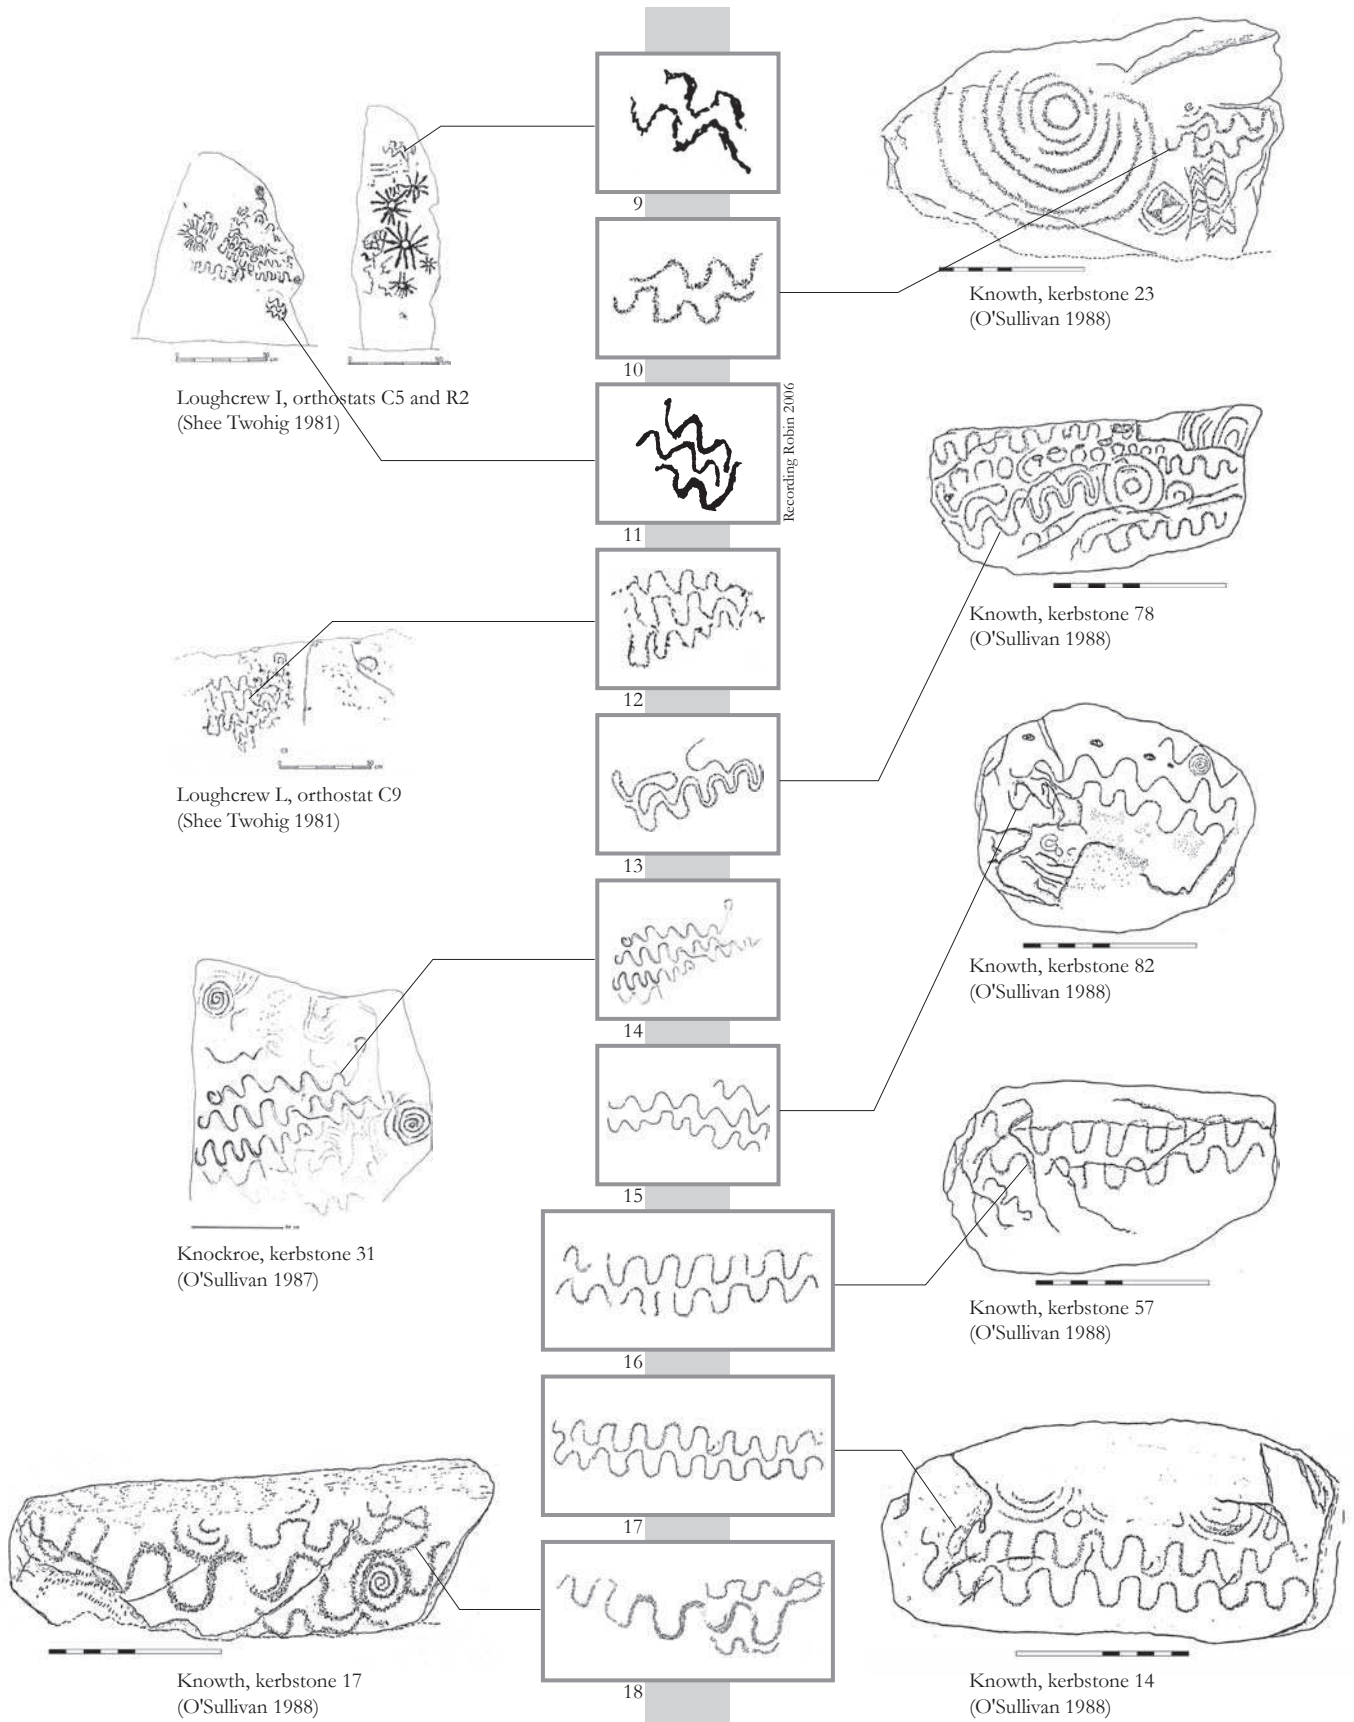 9
Knowth, kerbstone 23
(O'Sullivan 1988)
10
Loughcrew I, orthostats C5 and R2
(Shee Twohig 1981)
Recording Robin 2006
11
Knowth, kerbstone 78
(O'Sullivan 1988)
12
Loughcrew L, orthostat C9
(Shee Twohig 1981)
13
Knowth, kerbstone 82
(O'Sullivan 1988)
14
15
Knockroe, kerbstone 31
(O'Sullivan 1987)
Knowth, kerbstone 57
(O'Sullivan 1988)
16
17
Knowth, kerbstone 17
(O'Sullivan 1988)
Knowth, kerbstone 14
(O'Sullivan 1988)
18